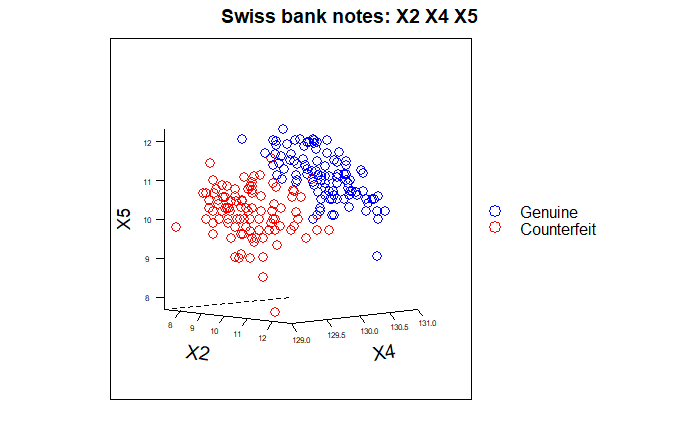 Swiss bank notes: X2 X4 X5
12
11
10
9
8
X5
8 9 10 11 12
129.0 129.5 130.0 130.5 131.0
X2
X4
Genuine
Counterfeit